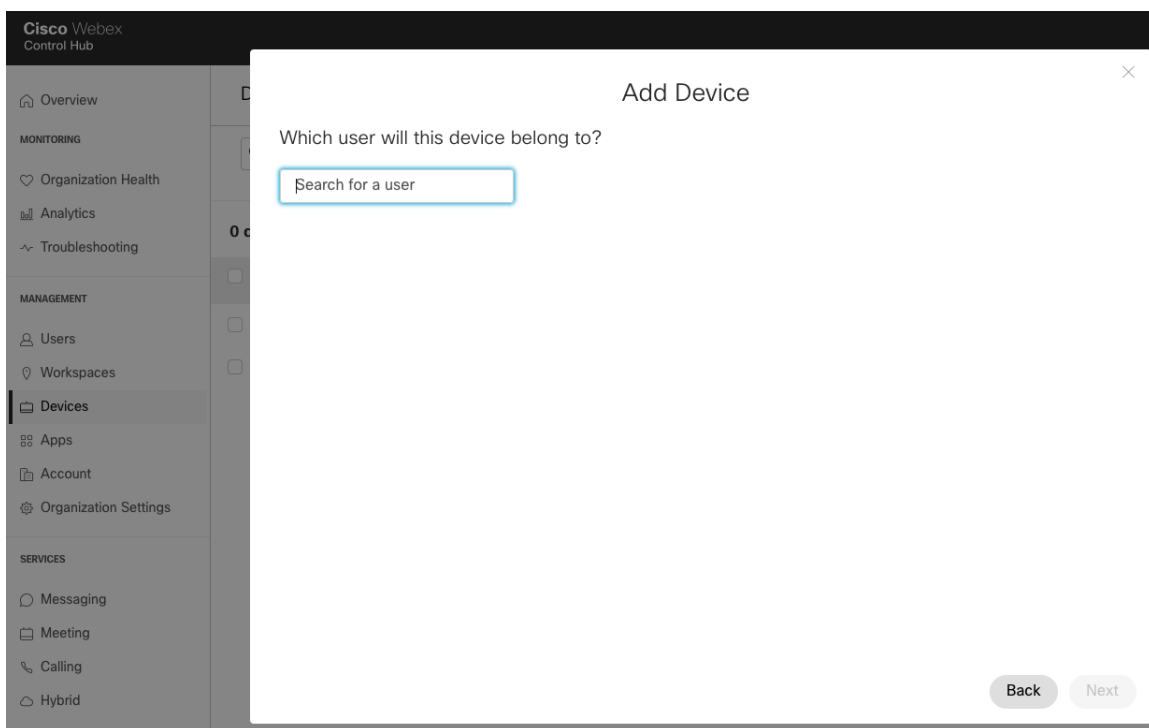 Cisco Webex
Control Hub
Overview
MONITORING
Organization Health
Analytics
Troubleshooting
MANAGEMENT
Users
Workspaces
Devices
Apps
Account
Organization Settings
SERVICES
Messaging
Meeting
Calling
Hybrid
D
0 c
Add Device
Which user will this device belong to?
Search for a user
Back Next